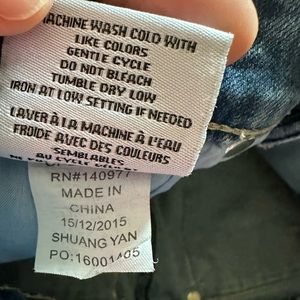 MACHINE WASH COLD WITH
LIKE COLORS
GENTLE CYCLE
DO NOT BLEACH
TUMBLE DRY LOW
IRON AT LOW SETTING IF NEEDED
LAVER À LA MACHINE À L'EAU
FROIDE AVEC DES COULEURS
SEMBLABLES
AU CYCLE
RN#140977
MADE IN
CHINA
15/12/2015
SHUANG YAN